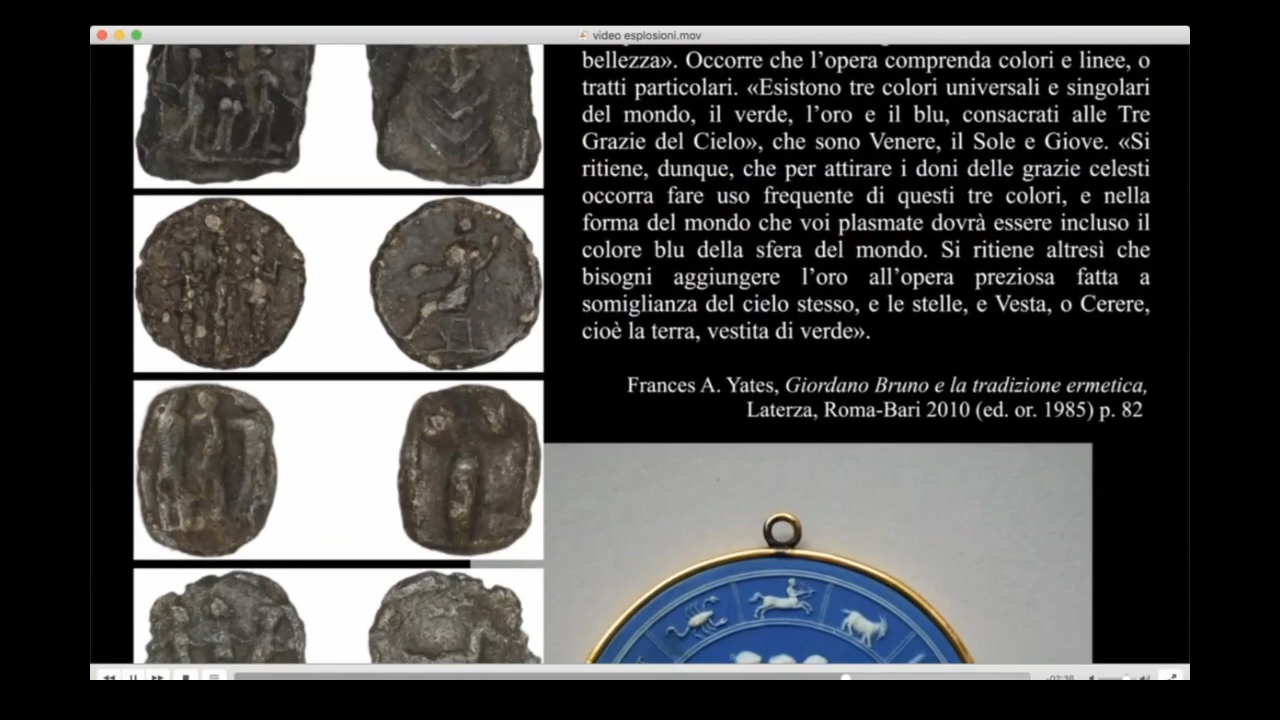 video esplosioni.mov
bellezza». Occorre che l’opera comprenda colori e linee, o
tratti particolari. «Esistono tre colori universali e singolari
del mondo, il verde, l’oro e il blu, consacrati alle Tre
Grazie del Cielo», che sono Venere, il Sole e Giove. «Si
ritiene, dunque, che per attirare i doni delle grazie celesti
occorra fare uso frequente di questi tre colori, e nella
forma del mondo che voi plasmate dovrà essere incluso il
colore blu della sfera del mondo. Si ritiene altresì che
bisogni aggiungere l’oro all’opera preziosa fatta a
somiglianza del cielo stesso, e le stelle, e Vesta, o Cerere,
cioè la terra, vestita di verde».
Frances A. Yates, Giordano Bruno e la tradizione ermetica,
Laterza, Roma-Bari 2010 (ed. or. 1985) p. 82